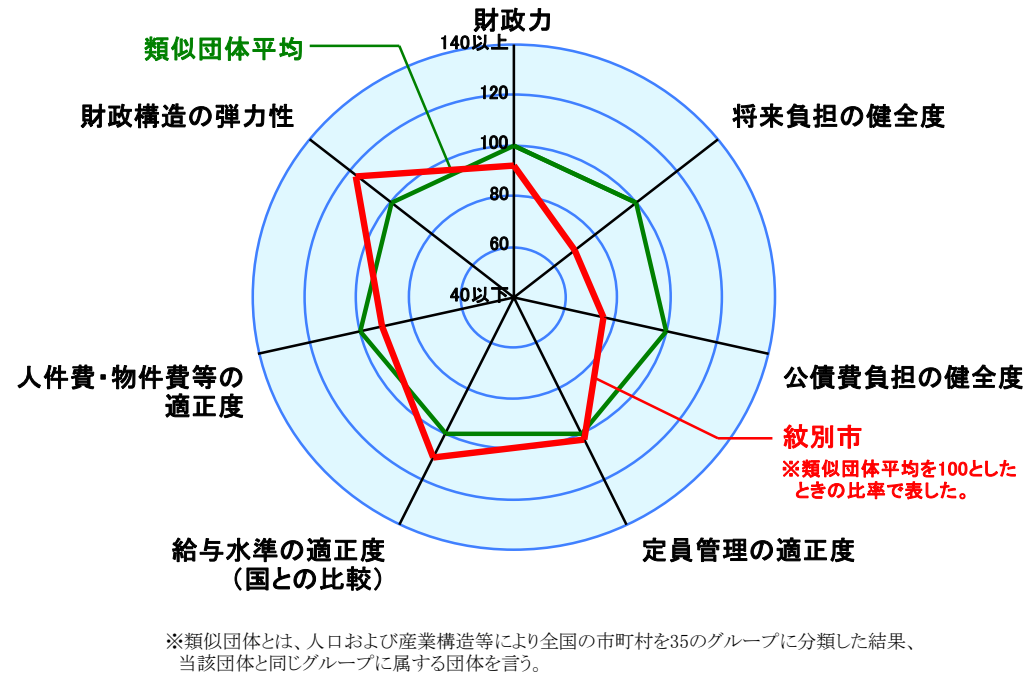 財政力
140以上
類似団体平均
120
財政構造の弾力性
将来負担の健全度
100
80
60
40以下
人件費・物件費等の
適正度
公債費負担の健全度
紋別市
※類似団体平均を100とした
ときの比率で表した。
給与水準の適正度
（国との比較）
定員管理の適正度
※類似団体とは、人口および産業構造等により全国の市町村を35のグループに分類した結果、
当該団体と同じグループに属する団体を言う。